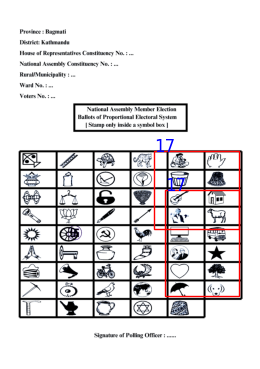 Province : Bagmati
District: Kathmandu
House of Representatives Constituency No. : ...
National Assembly Constituency No. : ...
Rural/Municipality : ...
Ward No. : ...
Voters No. : ...
National Assembly Member Election
Ballots of Proportional Electoral System
[ Stamp only inside a symbol box ]
17
17
Signature of Polling Officer : ......